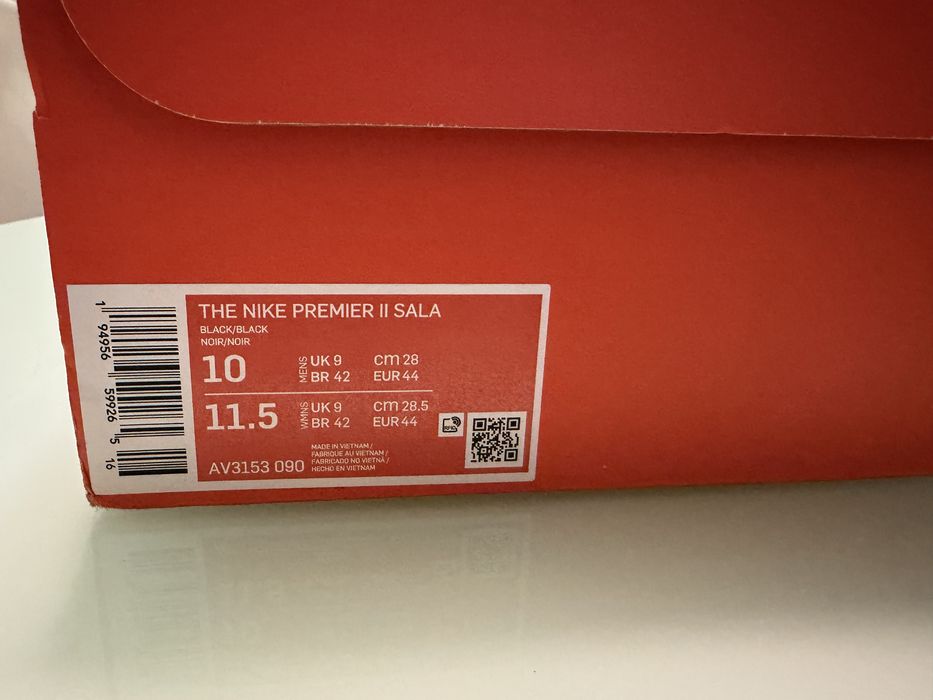 1 94956 59926 5 16
THE NIKE PREMIER II SALA
BLACK/BLACK
NOIR/NOIR
10 MENS UK 9 cm 28
BR 42 EUR 44
11.5 WMNS UK 9 cm 28.5
BR 42 EUR 44
AV3153 090
MADE IN VIETNAM /
FABRIQUE AU VIETNAM /
FABRICADO NO VIETNÃ /
HECHO EN VIETNAM